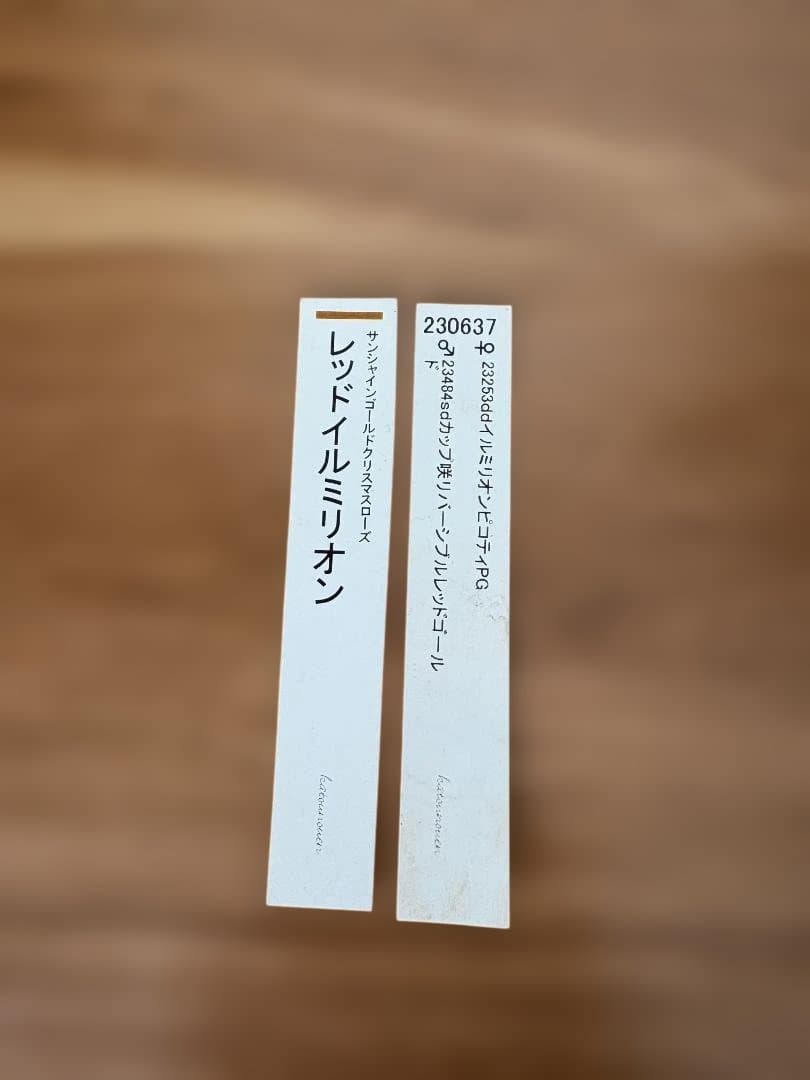 サンシャインゴールドクリスマスローズ
レッドイルミリオン
katounouen
230637
♀ 23253ddイルミリオンピコティPG
♂23484sdカップ咲リバーシブルレッドゴール
ド
katounouen